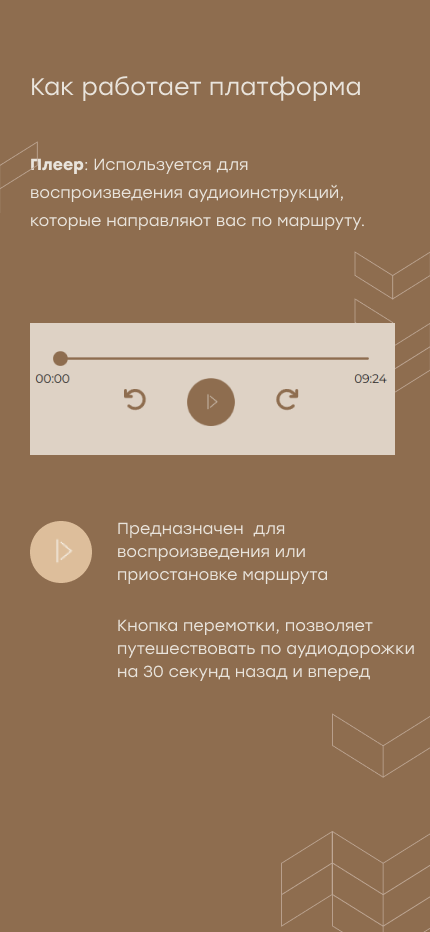 Как работает платформа
Плеер: Используется для
воспроизведения аудиоинструкций,
которые направляют вас по маршруту.
00:00
09:24
Предназначен  для
воспроизведения или
приостановке маршрута
Кнопка перемотки, позволяет
путешествовать по аудиодорожки
на 30 секунд назад и вперед